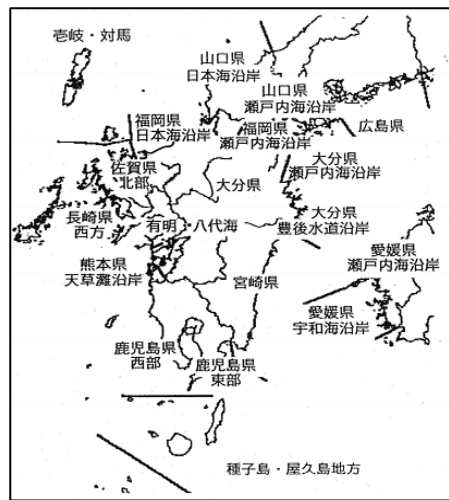 壱岐・対馬
山口県
日本海沿岸
山口県
瀬戸内海沿岸
福岡県
日本海沿岸
福岡県
瀬戸内海沿岸
広島県
佐賀県
北部
大分県
大分県
瀬戸内海沿岸
長崎県
西方
有明・八代海
大分県
豊後水道沿岸
熊本県
天草灘沿岸
宮崎県
愛媛県
瀬戸内海沿岸
愛媛県
宇和海沿岸
鹿児島県
西部
鹿児島県
東部
種子島・屋久島地方